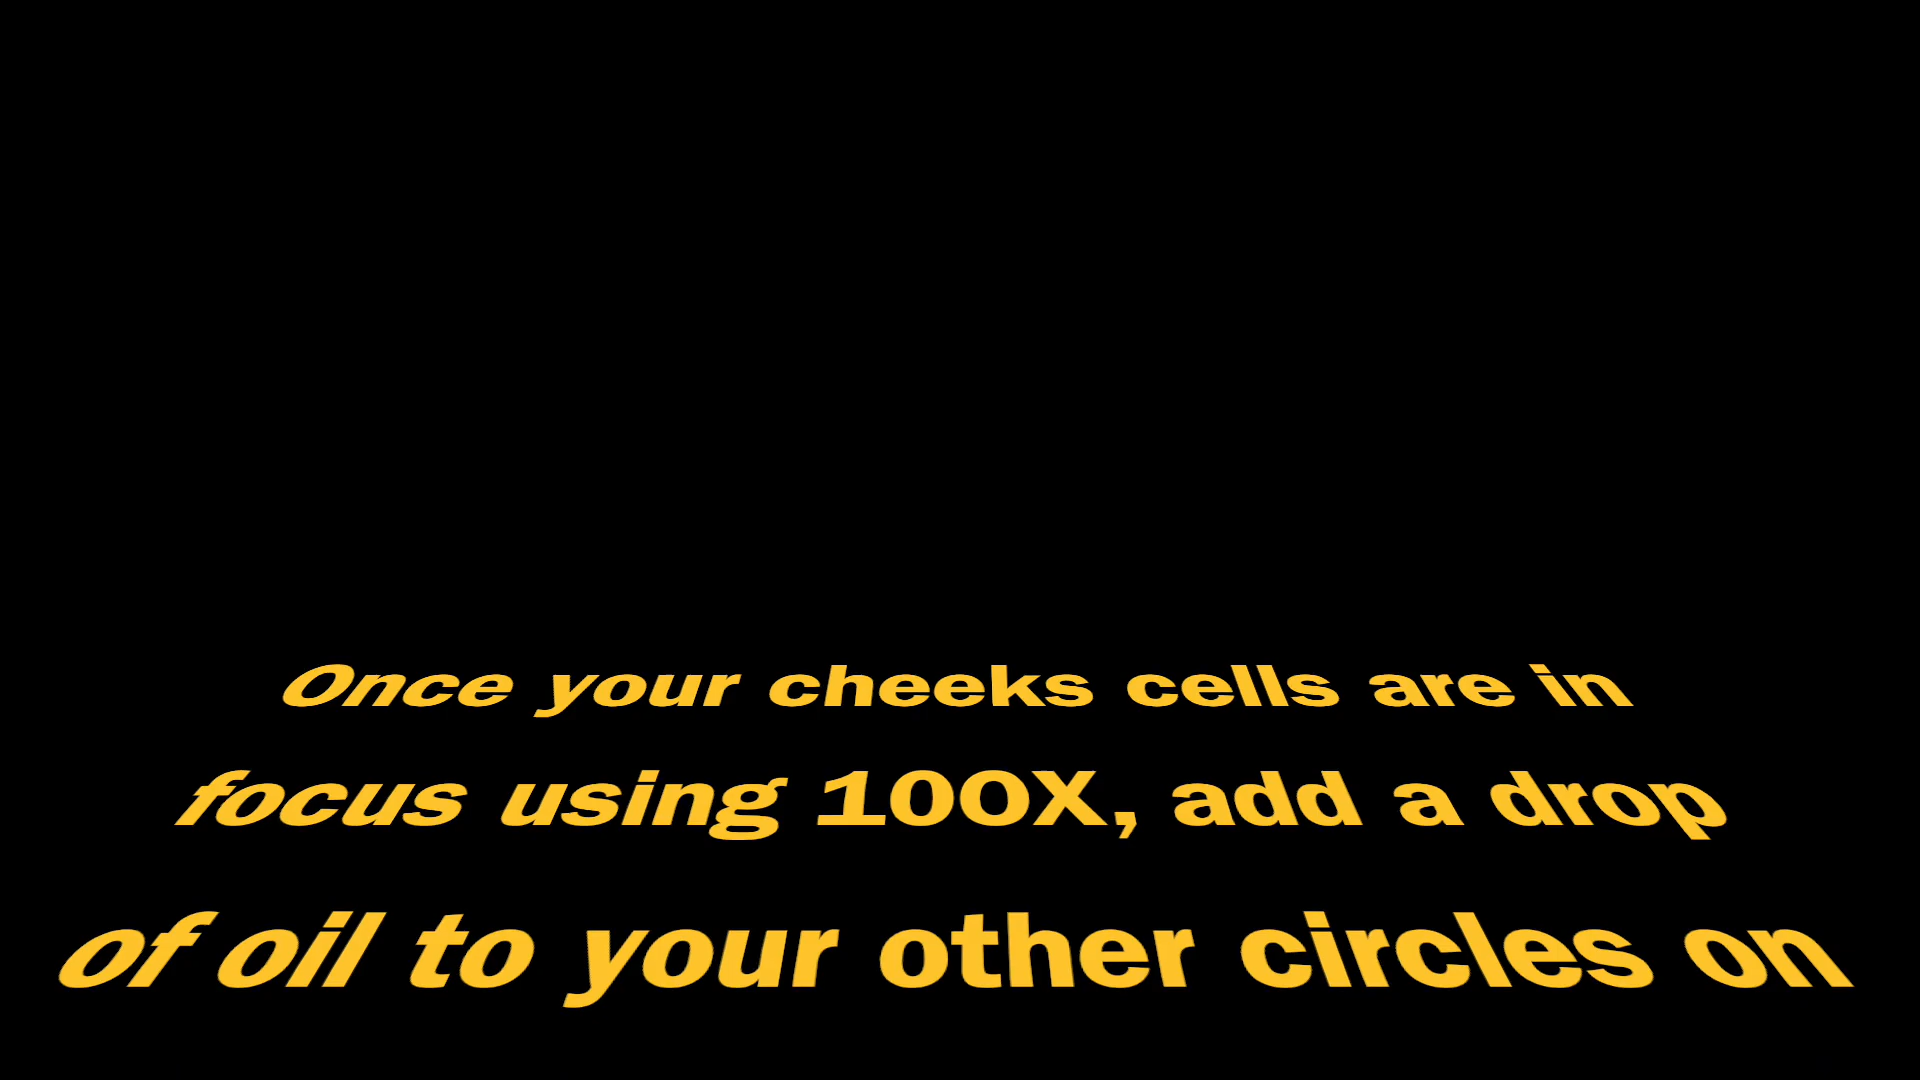 Once your cheeks cells are in
focus using 100X, add a drop
of oil to your other circles on